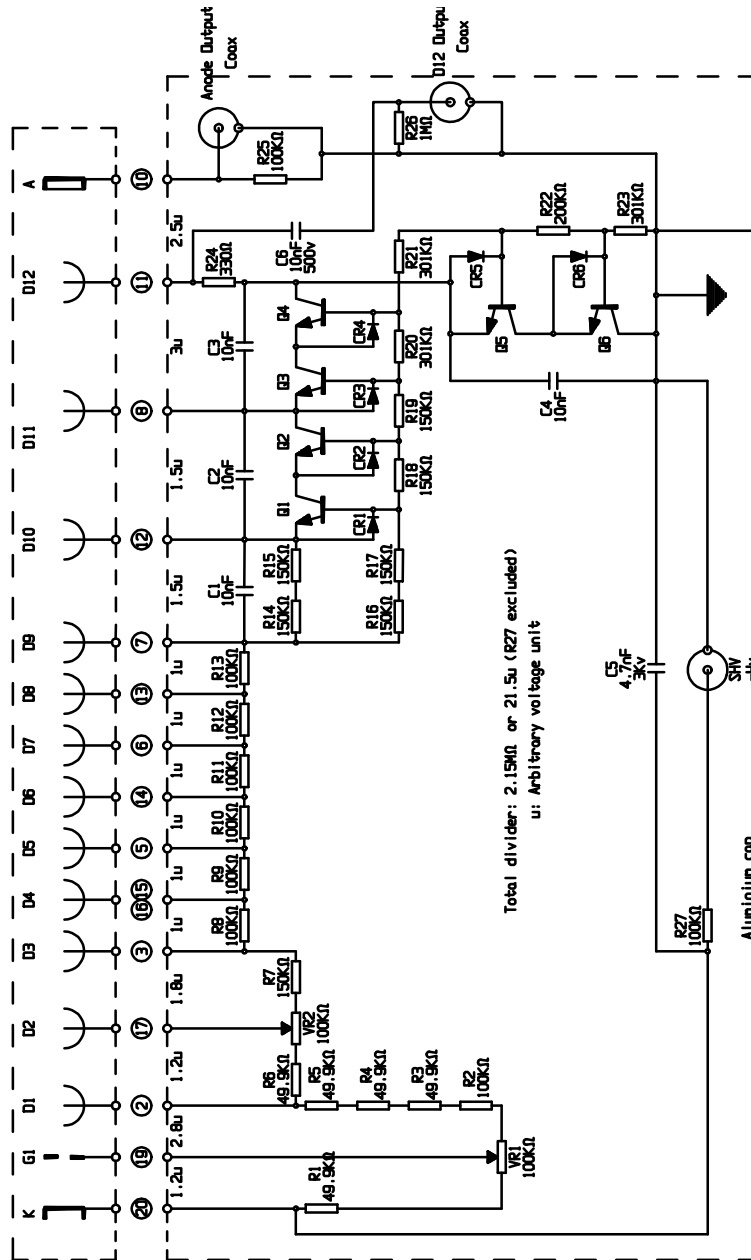 K G1 D1 D2 D3 D4 D5 D6 D7 D8 D9 D10 D11 D12 A
20 19 2 17 3 16 15 5 14 6 13 7 12 8 11 10
1.2u 2.8u 1.2u 1.8u 1u 1u 1u 1u 1u 1u 1.5u 1.5u 3u 2.5u
Anode Output
Coax
R8
100KΩ
R9
100KΩ
R10
100KΩ
R11
100KΩ
R12
100KΩ
R13
100KΩ
C1
10nF
C2
10nF
C3
10nF
R24
330Ω
R25
100KΩ
R6
49.9KΩ
VR2
100KΩ
R7
150KΩ
R14
150KΩ
R15
150KΩ
Q1
Q2
Q3
Q4
C6
10nF
500v
R1
49.9KΩ
R5
49.9KΩ
R4
49.9KΩ
R3
49.9KΩ
R2
100KΩ
VR1
100KΩ
CR1
CR2
CR3
CR4
R16
150KΩ
R17
150KΩ
R18
150KΩ
R19
150KΩ
R20
301KΩ
R21
301KΩ
R26
1MΩ
D12 Outpu
Coax
CR5
Q5
R22
200KΩ
CR6
Q6
R23
301KΩ
C4
10nF
Total divider: 2.15MΩ or 21.5u (R27 excluded)
u: Arbitrary voltage unit
C5
4.7nF
3Kv
R27
100KΩ
SHV
Aluminium cap